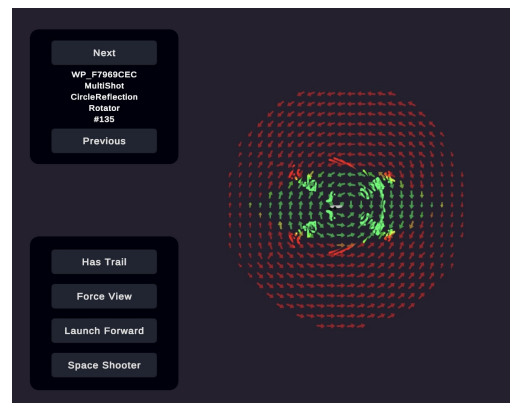 Next
WP_F7969CEC
MultiShot
CircleReflection
Rotator
#135
Previous
Has Trail
Force View
Launch Forward
Space Shooter